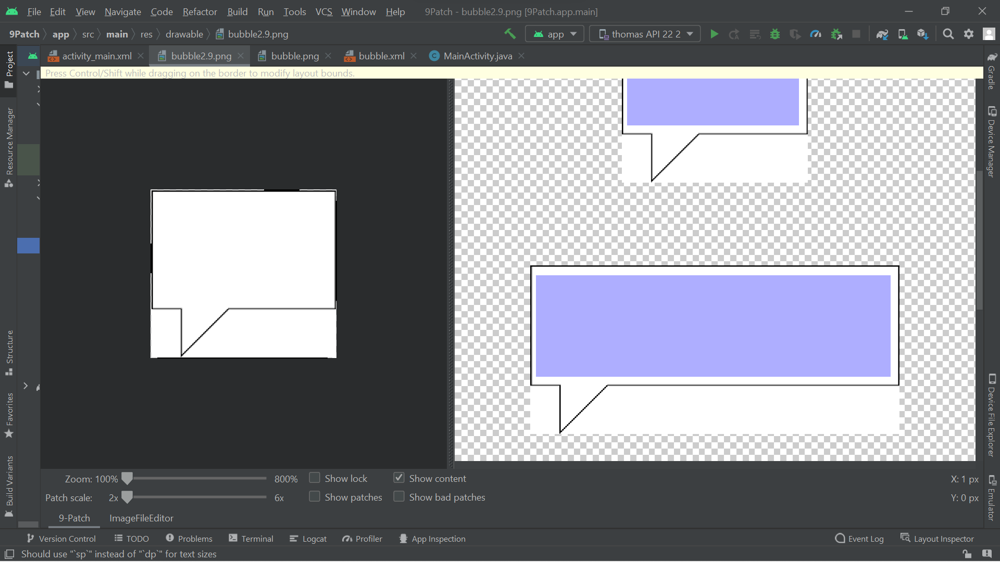 File Edit View Navigate Code Refactor Build Run Tools VCS Window Help 9Patch - bubble2.9.png [9Patch.app.main]
9Patch app src main res drawable bubble2.9.png app thomas API 22 2
activity_main.xml bubble2.9.png bubble.png bubble.xml C MainActivity.java
Press Control/Shift while dragging on the border to modify layout bounds.
Project
Resource Manager
Structure
Favorites
Build Variants
Gradle
Device Manager
Device File Explorer
Emulator
Zoom: 100% 800% Show lock Show content X: 1 px
Patch scale: 2x 6x Show patches Show bad patches Y: 0 px
9-Patch ImageFileEditor
Version Control TODO Problems Terminal Logcat Profiler App Inspection Event Log Layout Inspector
Should use "`sp`" instead of "`dp`" for text sizes